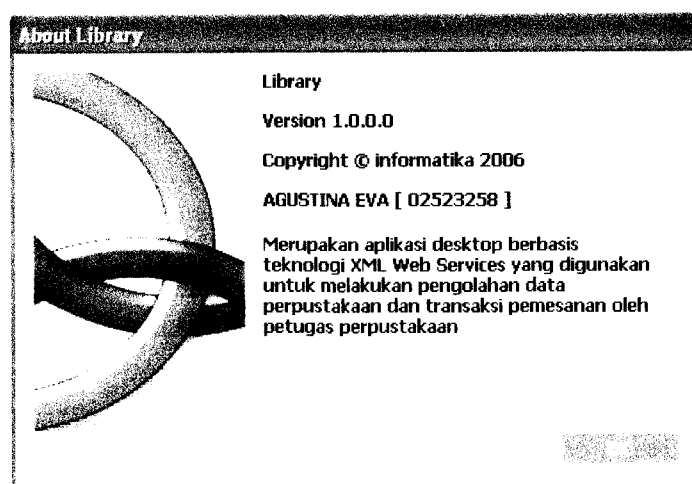 About Library
Library
Version 1.0.0.0
Copyright © informatika 2006
AGUSTINA EVA [ 02523258 ]
Merupakan aplikasi desktop berbasis
teknologi XML Web Services yang digunakan
untuk melakukan pengolahan data
perpustakaan dan transaksi pemesanan oleh
petugas perpustakaan